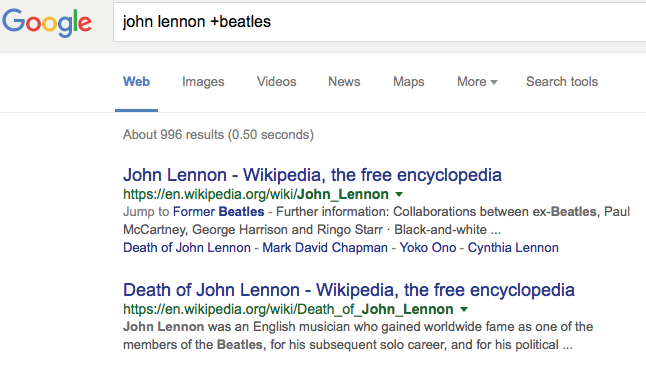 Google
john lennon +beatles
Web Images Videos News Maps More Search tools
About 996 results (0.50 seconds)
John Lennon - Wikipedia, the free encyclopedia
https://en.wikipedia.org/wiki/John_Lennon
Jump to Former Beatles - Further information: Collaborations between ex-Beatles, Paul
McCartney, George Harrison and Ringo Starr · Black-and-white ...
Death of John Lennon - Mark David Chapman - Yoko Ono - Cynthia Lennon
Death of John Lennon - Wikipedia, the free encyclopedia
https://en.wikipedia.org/wiki/Death_of_John_Lennon
John Lennon was an English musician who gained worldwide fame as one of the
members of the Beatles, for his subsequent solo career, and for his political ...